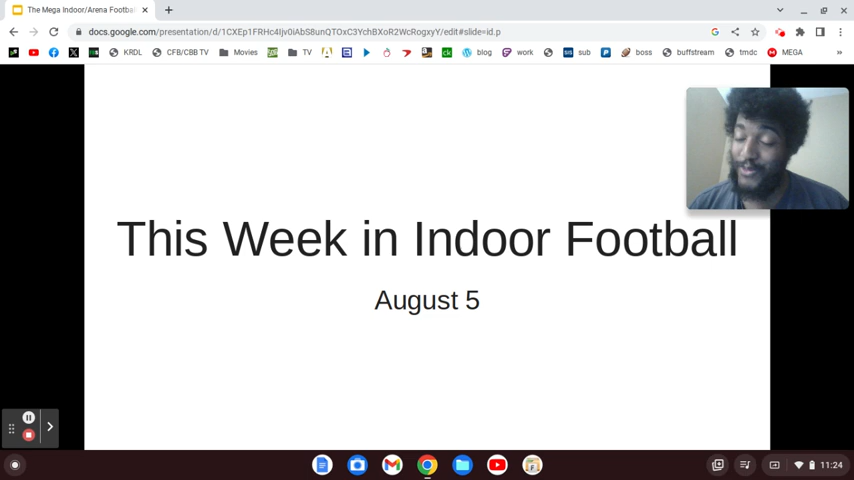 The Mega Indoor/Arena Footba
docs.google.com/presentation/d/1CXEp1FRHc4Ijv0iAbS8unQTOxC3YchBXoR2WcRogxyY/edit#slide=id.p
KRDL
CFB/CBB TV
Movies
TV
blog
work
sub
boss
buffstream
tmdc
MEGA
This Week in Indoor Football
August 5
11:24